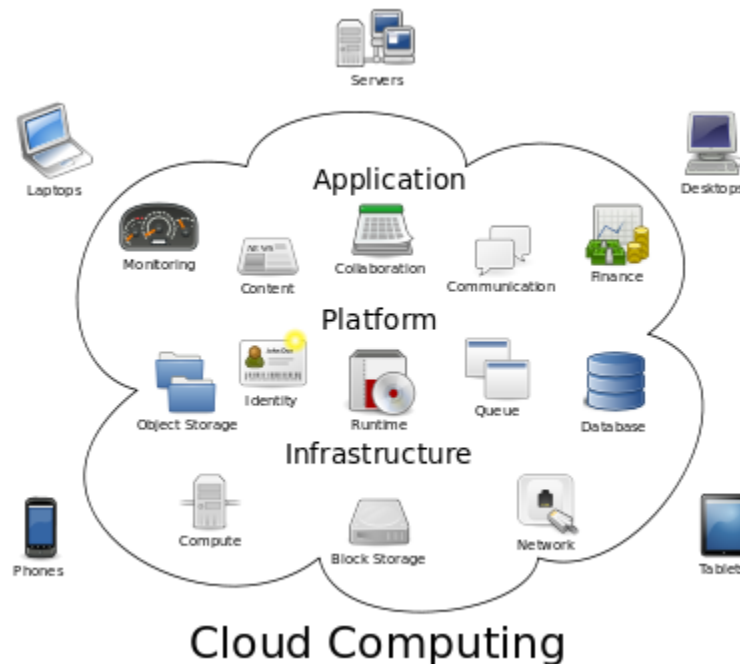 Servers
Laptops
Desktops
Application
Monitoring
Content
Collaboration
Communication
Finance
Platform
Object Storage
Identity
Runtime
Queue
Database
Infrastructure
Compute
Block Storage
Network
Phones
Tablet
Cloud Computing